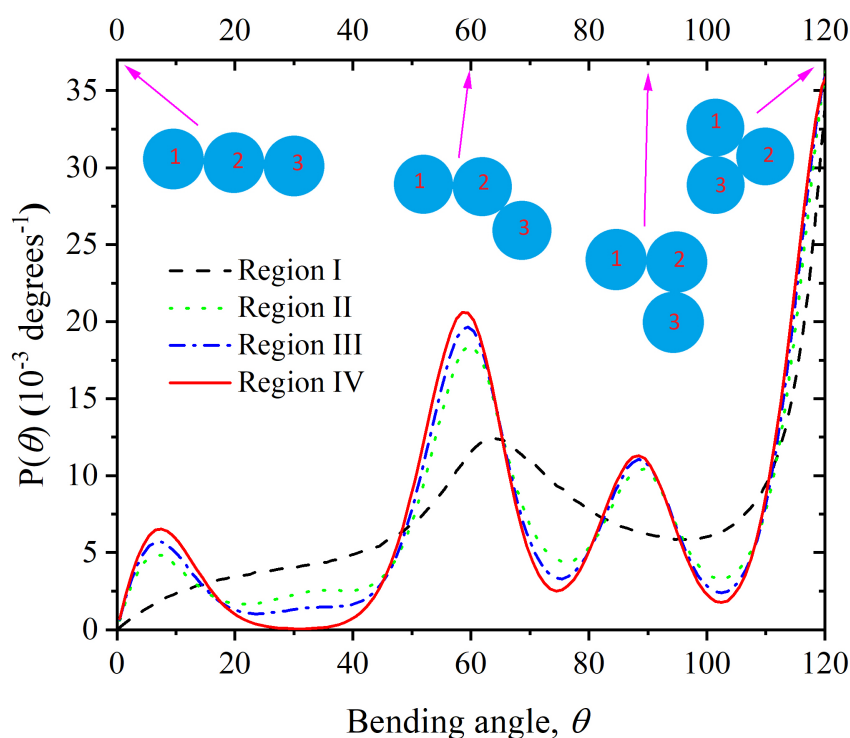 0 20 40 60 80 100 120
35
30
25
20
15
10
5
0
P(θ) (10⁻³ degrees⁻¹)
1 2 3
1 2 3
1 2 3
1 2 3
Region I
Region II
Region III
Region IV
0 20 40 60 80 100 120
Bending angle, θ